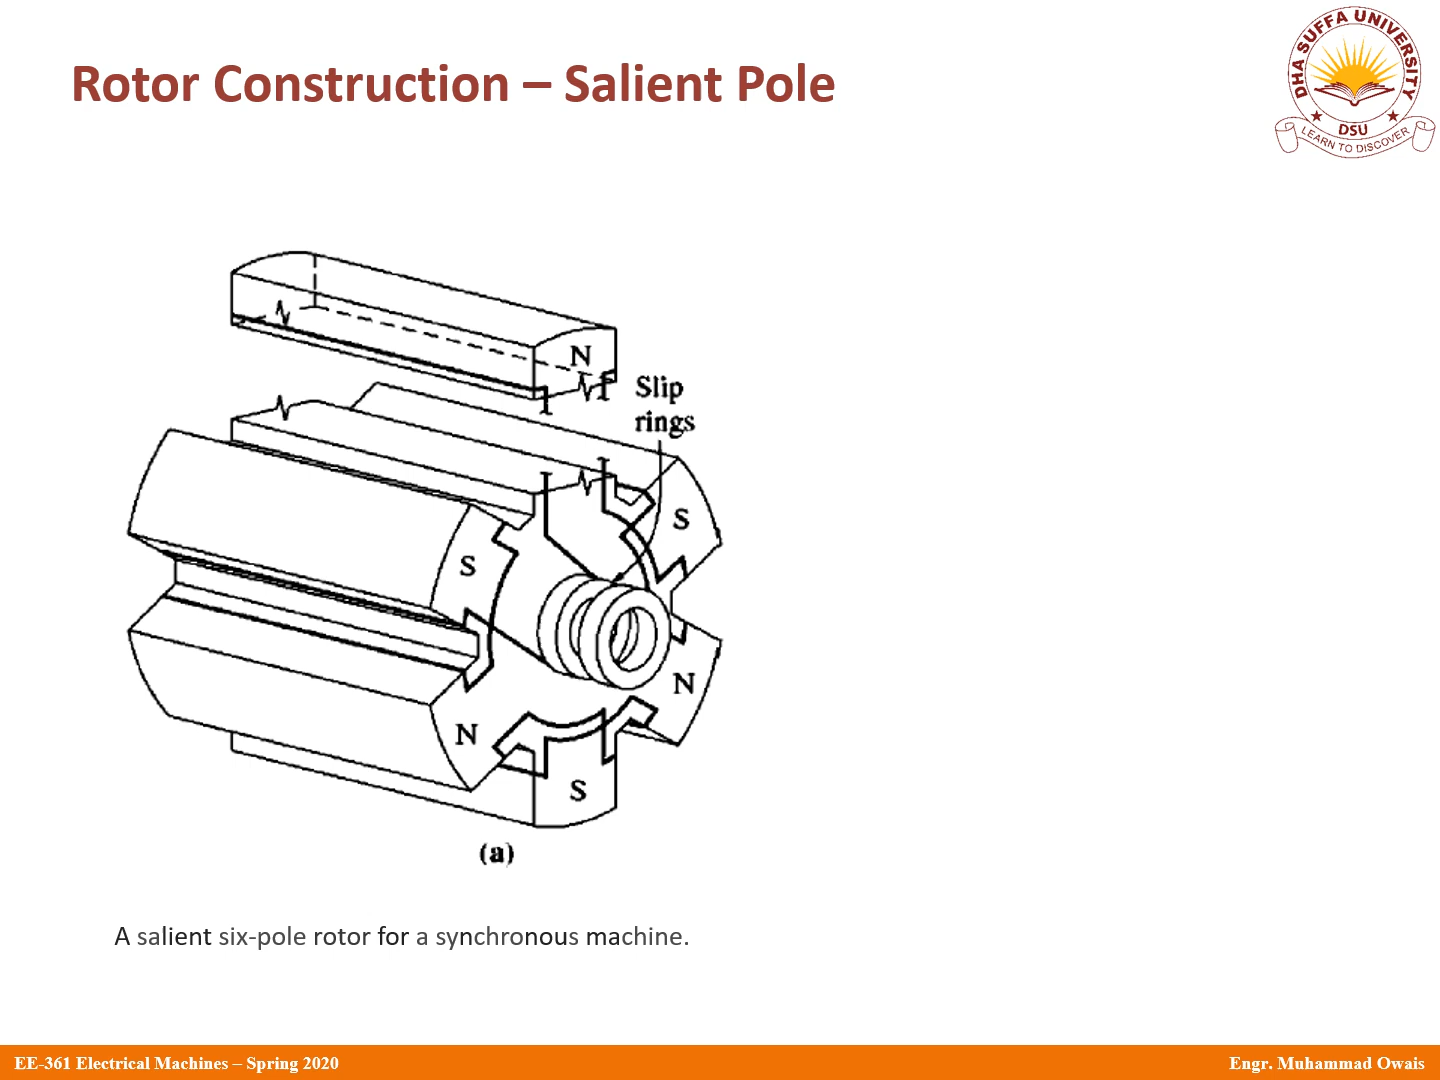 Rotor Construction – Salient Pole
DHA SUFFA UNIVERSITY
DSU
LEARN TO DISCOVER
N
Slip
rings
S
S
N
N
S
(a)
A salient six-pole rotor for a synchronous machine.
EE-361 Electrical Machines – Spring 2020
Engr. Muhammad Owais